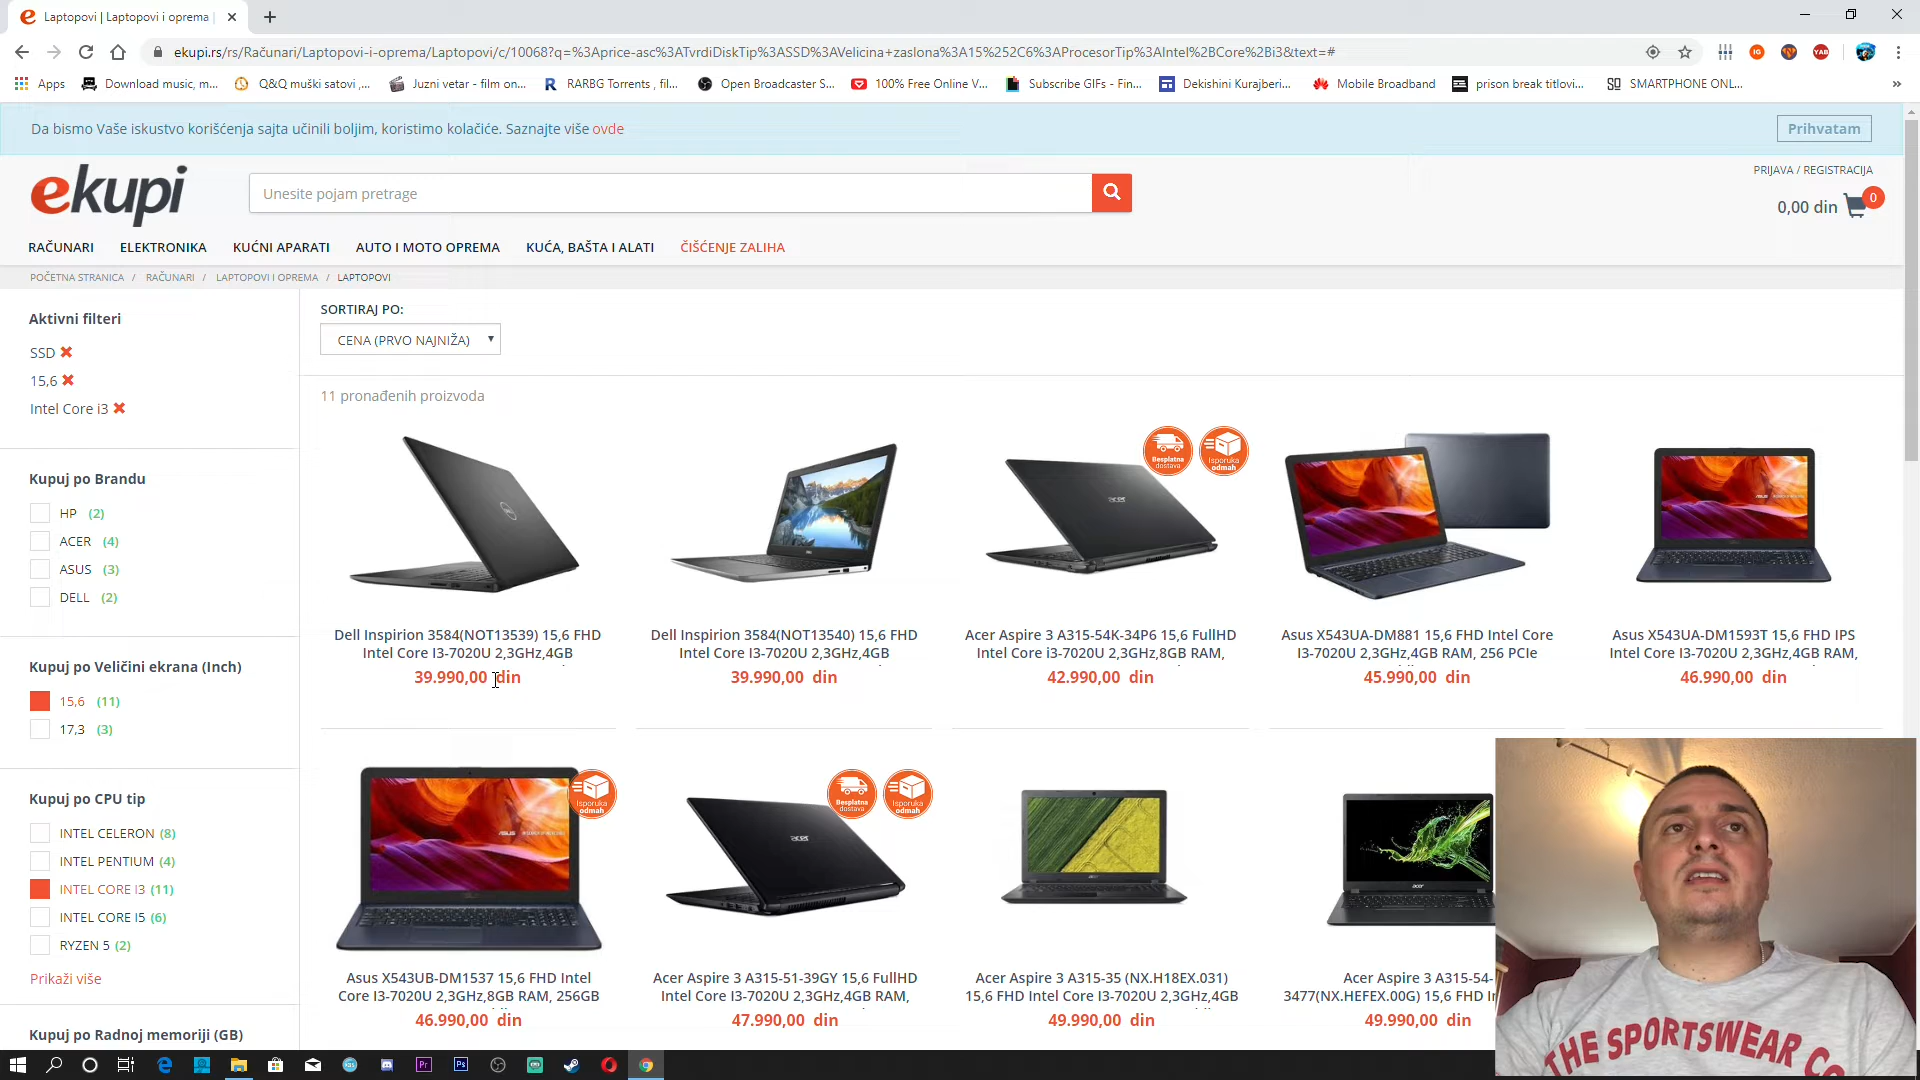 Laptopovi | Laptopovi i oprema |
ekupi.rs/rs/Računari/Laptopovi-i-oprema/Laptopovi/c/10068?q=%3Aprice-asc%3ATvrdiDiskTip%3ASSD%3AVelicina+zaslona%3A15%252C6%3AProcesorTip%3AIntel%2BCore%2Bi3&text=#
Apps Download music, m... Q&Q muški satovi ,... Juzni vetar - film on... RARBG Torrents , fil... Open Broadcaster S... 100% Free Online V... Subscribe GIFs - Fin... Dekishini Kurajberi... Mobile Broadband prison break titlovi... SMARTPHONE ONL... »
Da bismo Vaše iskustvo korišćenja sajta učinili boljim, koristimo kolačiće. Saznajte više ovde
Prihvatam
ekupi
Unesite pojam pretrage
PRIJAVA / REGISTRACIJA
0,00 din 0
RAČUNARI ELEKTRONIKA KUĆNI APARATI AUTO I MOTO OPREMA KUĆA, BAŠTA I ALATI ČIŠĆENJE ZALIHA
POČETNA STRANICA / RAČUNARI / LAPTOPOVI I OPREMA / LAPTOPOVI
Aktivni filteri
SSD
15,6
Intel Core i3
Kupuj po Brandu
HP (2)
ACER (4)
ASUS (3)
DELL (2)
Kupuj po Veličini ekrana (Inch)
15,6 (11)
17,3 (3)
Kupuj po CPU tip
INTEL CELERON (8)
INTEL PENTIUM (4)
INTEL CORE I3 (11)
INTEL CORE I5 (6)
RYZEN 5 (2)
Prikaži više
Kupuj po Radnoj memoriji (GB)
SORTIRAJ PO:
CENA (PRVO NAJNIŽA)
11 pronađenih proizvoda
Dell Inspirion 3584(NOT13539) 15,6 FHD
Intel Core I3-7020U 2,3GHz,4GB
39.990,00 din
Dell Inspirion 3584(NOT13540) 15,6 FHD
Intel Core I3-7020U 2,3GHz,4GB
39.990,00 din
Besplatna
dostava
Isporuka
odmah
Acer Aspire 3 A315-54K-34P6 15,6 FullHD
Intel Core i3-7020U 2,3GHz,8GB RAM,
42.990,00 din
Asus X543UA-DM881 15,6 FHD Intel Core
I3-7020U 2,3GHz,4GB RAM, 256 PCIe
45.990,00 din
Asus X543UA-DM1593T 15,6 FHD IPS
Intel Core I3-7020U 2,3GHz,4GB RAM,
46.990,00 din
Isporuka
odmah
Asus X543UB-DM1537 15,6 FHD Intel
Core I3-7020U 2,3GHz,8GB RAM, 256GB
46.990,00 din
Besplatna
dostava
Isporuka
odmah
Acer Aspire 3 A315-51-39GY 15,6 FullHD
Intel Core I3-7020U 2,3GHz,4GB RAM,
47.990,00 din
Acer Aspire 3 A315-35 (NX.H18EX.031)
15,6 FHD Intel Core I3-7020U 2,3GHz,4GB
49.990,00 din
Acer Aspire 3 A315-54-
3477(NX.HEFEX.00G) 15,6 FHD I
49.990,00 din
THE SPORTSWEAR CO